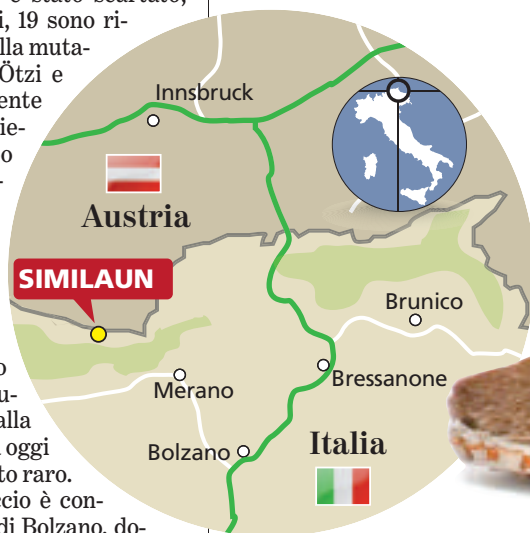 è stato scartato,
i, 19 sono ri-
lla muta-
Ötzi e
ente
ie-
o
-
o
u-
alla
oggi
to raro.
ccio è con-
di Bolzano, do-
Innsbruck
Austria
SIMILAUN
Brunico
Merano
Bressanone
Bolzano
Italia